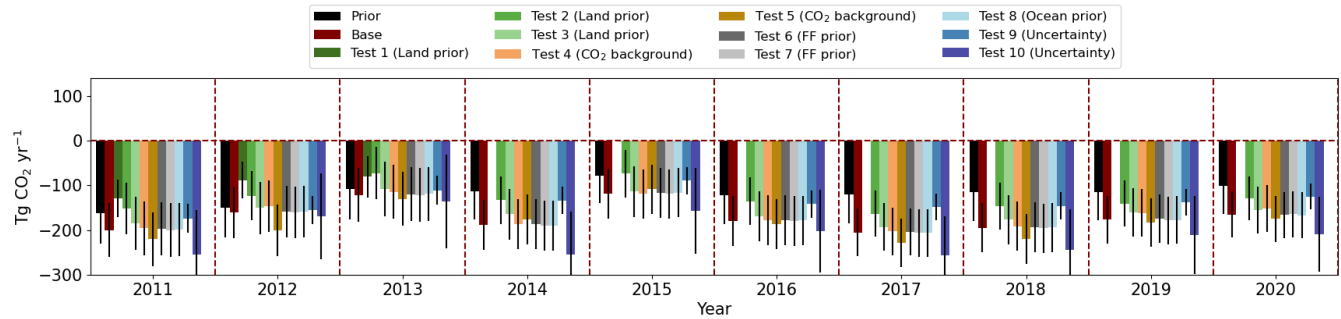 Prior
Base
Test 1 (Land prior)
Test 2 (Land prior)
Test 3 (Land prior)
Test 4 (CO₂ background)
Test 5 (CO₂ background)
Test 6 (FF prior)
Test 7 (FF prior)
Test 8 (Ocean prior)
Test 9 (Uncertainty)
Test 10 (Uncertainty)
Tg CO₂ yr⁻¹
100
0
−100
−200
−300
2011 2012 2013 2014 2015 2016 2017 2018 2019 2020
Year